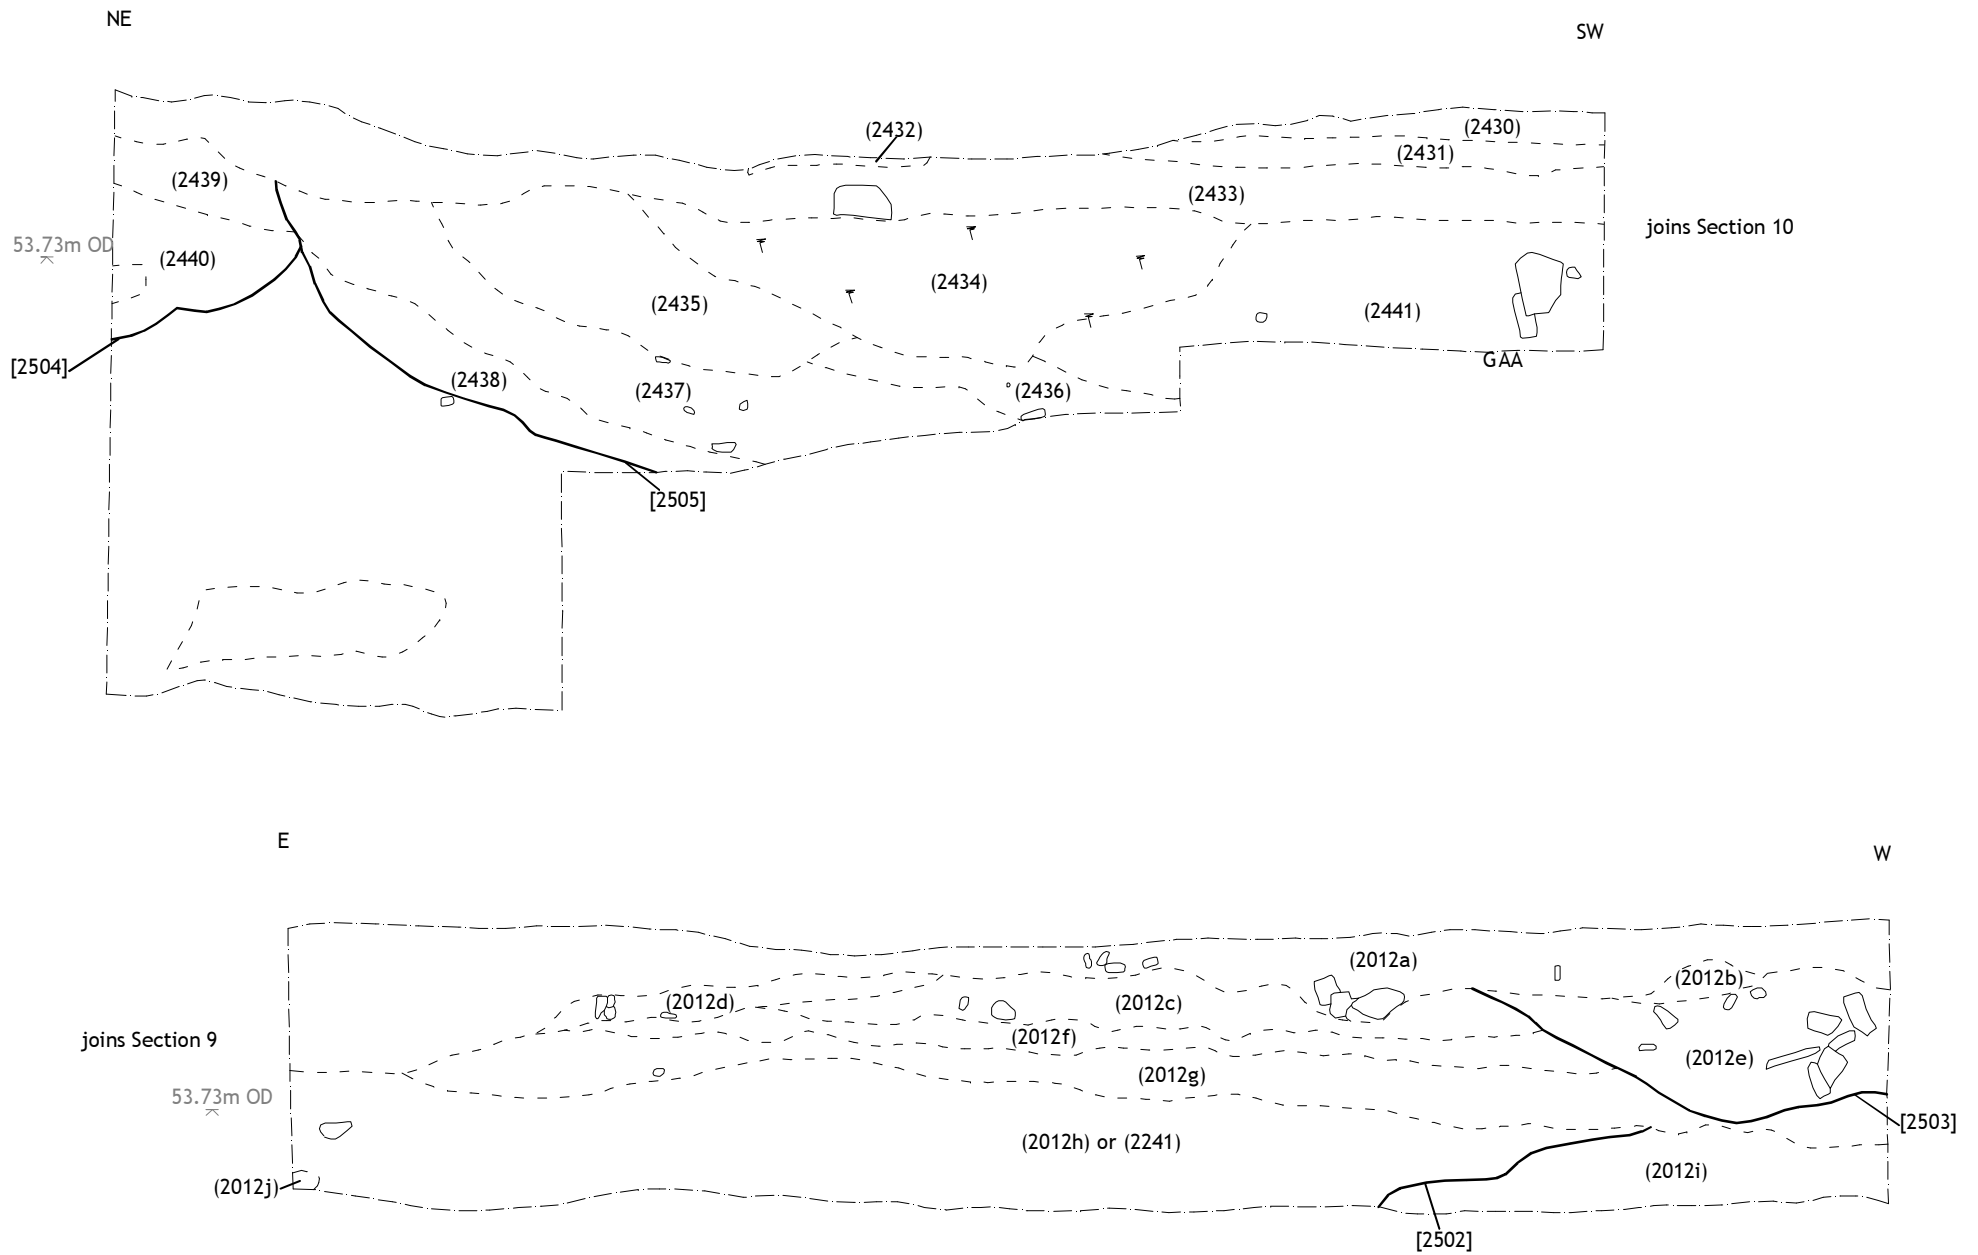 NE
SW
(2432)
(2430)
(2431)
(2439)
(2433)
joins Section 10
53.73m OD
(2440)
(2434)
(2435)
(2441)
GAA
[2504]
(2438)
(2437)
(2436)
[2505]
E
W
(2012a)
(2012b)
(2012d)
(2012c)
joins Section 9
(2012f)
(2012e)
(2012g)
53.73m OD
[2503]
(2012h) or (2241)
(2012i)
(2012j)
[2502]